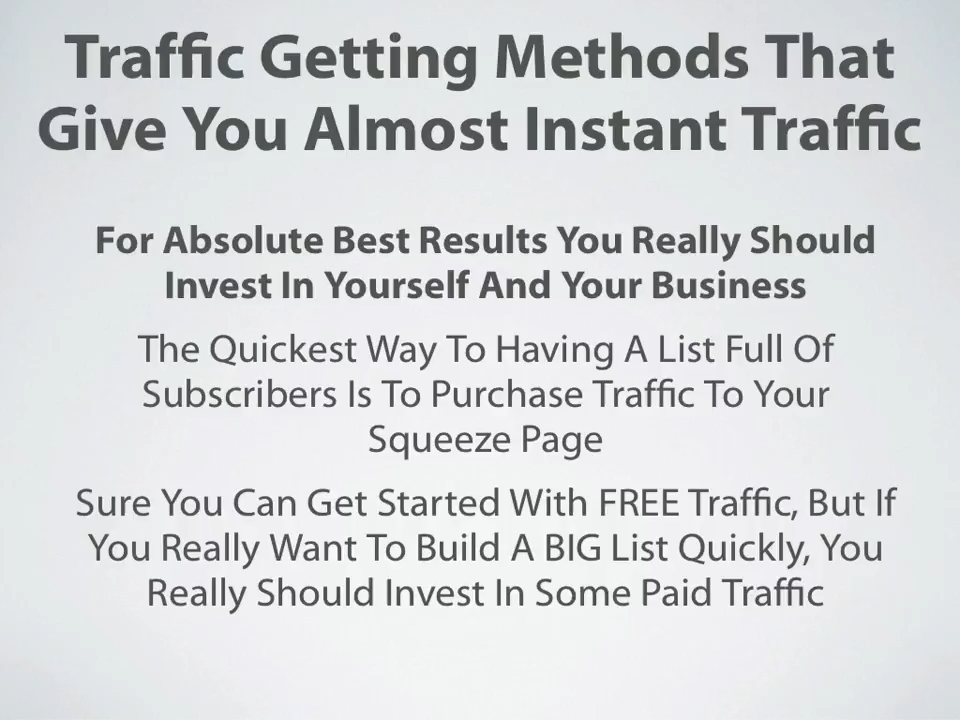 Traffic Getting Methods That
Give You Almost Instant Traffic
For Absolute Best Results You Really Should
Invest In Yourself And Your Business
The Quickest Way To Having A List Full Of
Subscribers Is To Purchase Traffic To Your
Squeeze Page
Sure You Can Get Started With FREE Traffic, But If
You Really Want To Build A BIG List Quickly, You
Really Should Invest In Some Paid Traffic